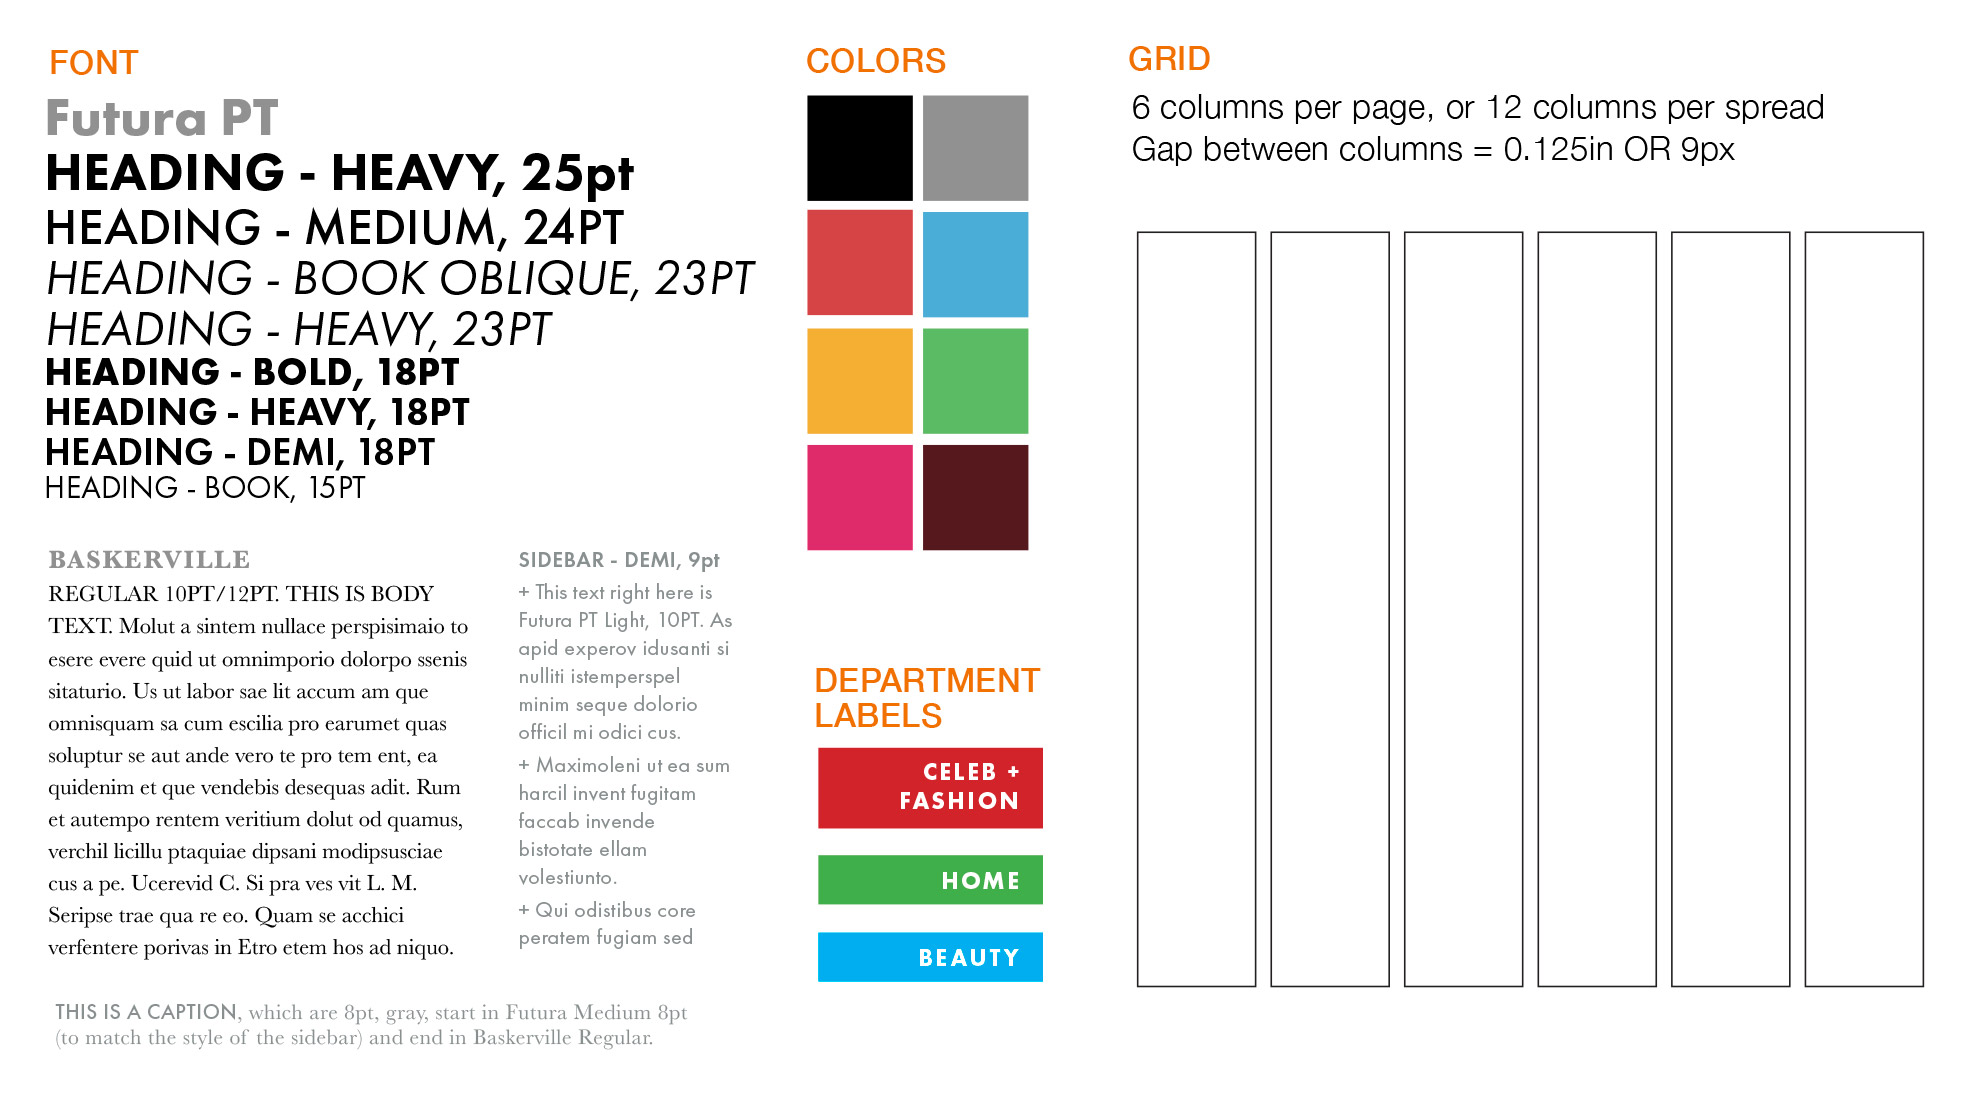 FONT
Futura PT
HEADING - HEAVY, 25pt
HEADING - MEDIUM, 24PT
HEADING - BOOK OBLIQUE, 23PT
HEADING - HEAVY, 23PT
HEADING - BOLD, 18PT
HEADING - HEAVY, 18PT
HEADING - DEMI, 18PT
HEADING - BOOK, 15PT
BASKERVILLE
REGULAR 10PT/12PT. THIS IS BODY
TEXT. Molut a sintem nullace perspisimaio to
esere evere quid ut omnimporio dolorpo ssenis
sitaturio. Us ut labor sae lit accum am que
omnisquam sa cum escilia pro earumet quas
soluptur se aut ande vero te pro tem ent, ea
quidenim et que vendebis desequas adit. Rum
et autempo rentem veritium dolut od quamus,
verchil licillu ptaquiae dipsani modipsusciae
cus a pe. Ucerevid C. Si pra ves vit L. M.
Seripse trae qua re eo. Quam se acchici
verfentere porivas in Etro etem hos ad niquo.
SIDEBAR - DEMI, 9pt
+ This text right here is
Futura PT Light, 10PT. As
apid experov idusanti si
nulliti istemperspel
minim seque dolorio
officil mi odici cus.
+ Maximoleni ut ea sum
harcil invent fugitam
faccab invende
bistotate ellam
volestiunto.
+ Qui odistibus core
peratem fugiam sed
THIS IS A CAPTION, which are 8pt, gray, start in Futura Medium 8pt
(to match the style of the sidebar) and end in Baskerville Regular.
COLORS
DEPARTMENT
LABELS
CELEB +
FASHION
HOME
BEAUTY
GRID
6 columns per page, or 12 columns per spread
Gap between columns = 0.125in OR 9px